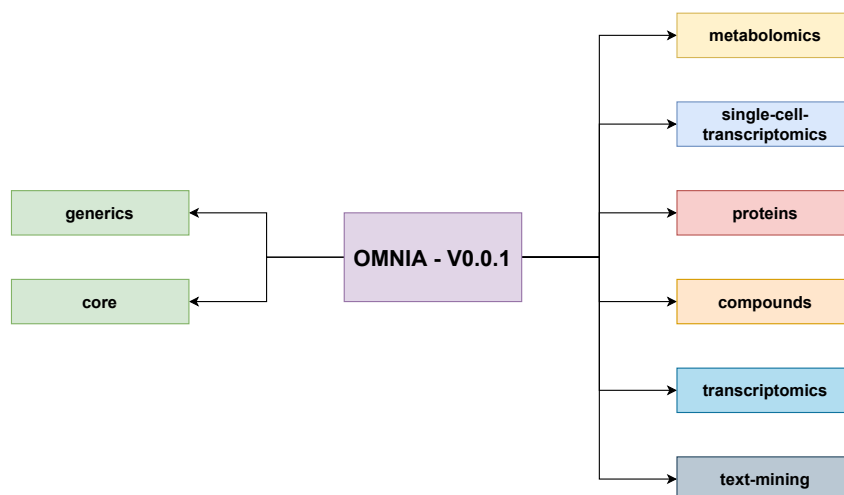 metabolomics
single-cell-
transcriptomics
generics
proteins
OMNIA - V0.0.1
core
compounds
transcriptomics
text-mining